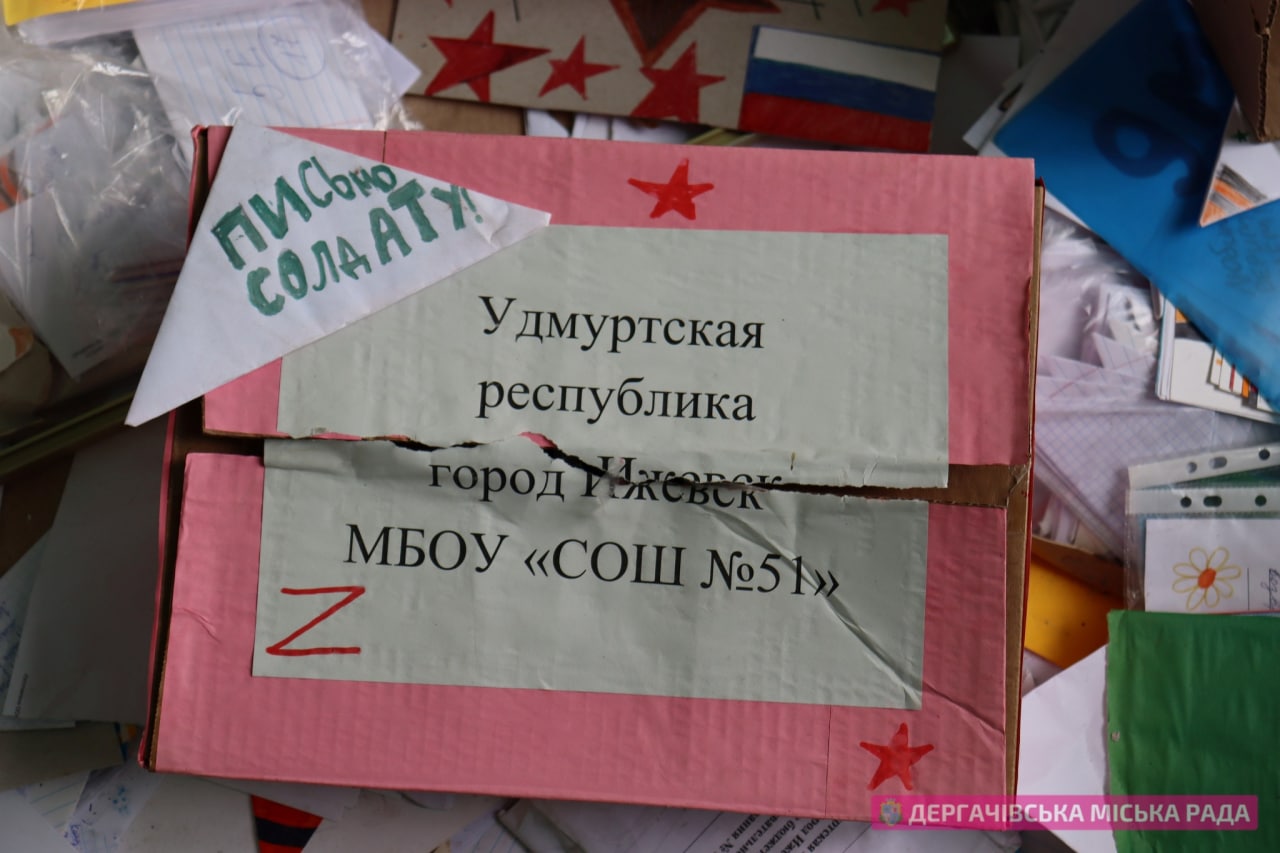 ПИСЬМО
СОЛДАТУ!
Удмуртская
республика
город Ижевск
МБОУ «СОШ №51»
Z
ДЕРГАЧІВСЬКА МІСЬКА РАДА